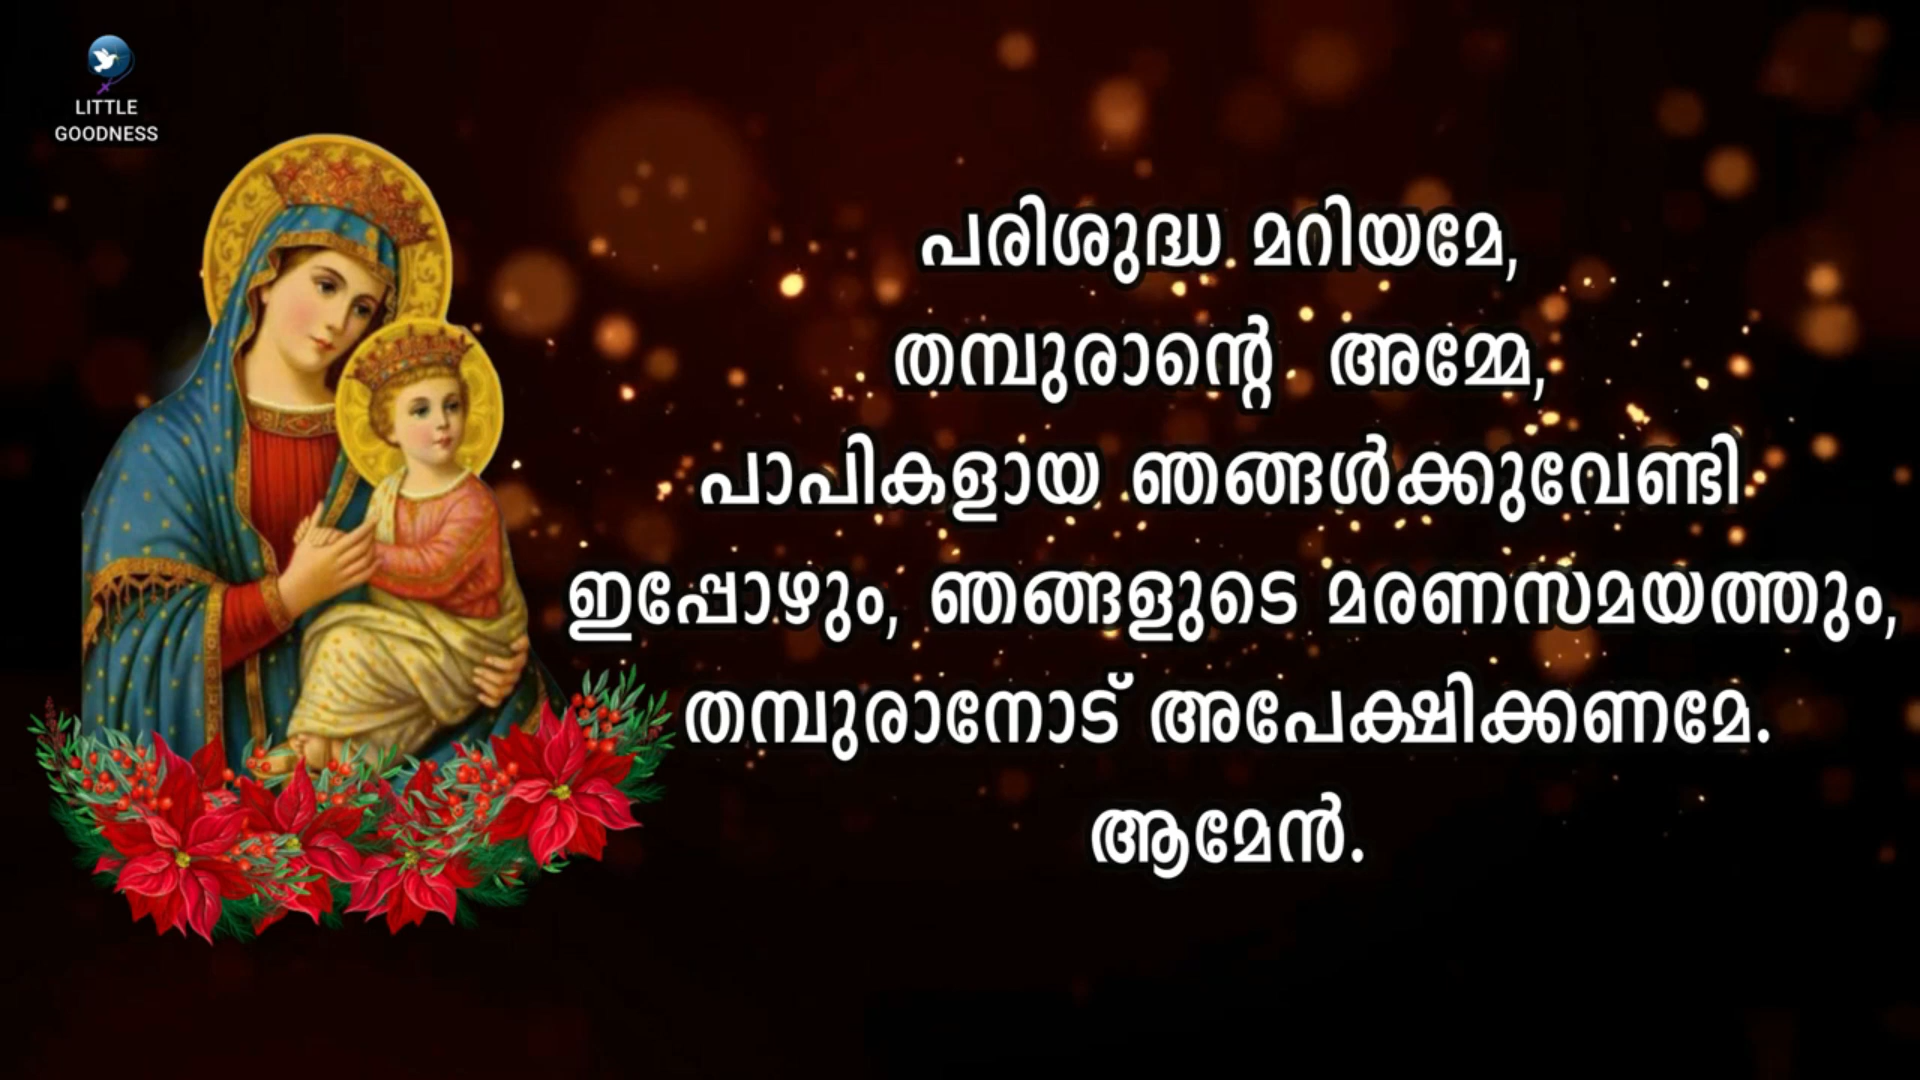 LITTLE
GOODNESS
പരിശുദ്ധ മറിയമേ,
തമ്പുരാന്റെ അമ്മേ,
പാപികളായ ഞങ്ങൾക്കുവേണ്ടി
ഇപ്പോഴും, ഞങ്ങളുടെ മരണസമയത്തും,
തമ്പുരാനോട് അപേക്ഷിക്കണമേ.
ആമേൻ.